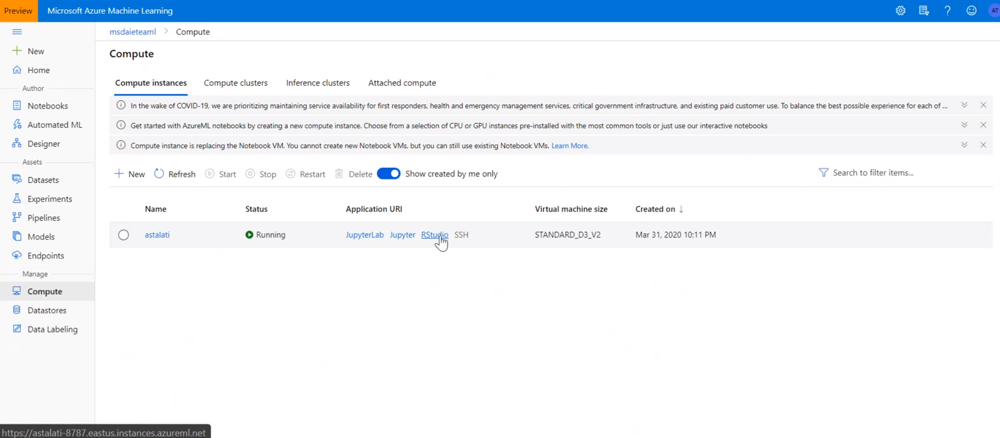 Preview
Microsoft Azure Machine Learning
?
AT
msdaieteaml > Compute
New
Home
Author
Notebooks
Automated ML
Designer
Assets
Datasets
Experiments
Pipelines
Models
Endpoints
Manage
Compute
Datastores
Data Labeling
Compute
Compute instances Compute clusters Inference clusters Attached compute
In the wake of COVID-19, we are prioritizing maintaining service availability for first responders, health and emergency management services, critical government infrastructure, and existing paid customer use. To balance the best possible experience for each of ...
Get started with AzureML notebooks by creating a new compute instance. Choose from a selection of CPU or GPU instances pre-installed with the most common tools or just use our interactive notebooks
Compute instance is replacing the Notebook VM. You cannot create new Notebook VMs, but you can still use existing Notebook VMs. Learn More.
New Refresh Start Stop Restart Delete Show created by me only Search to filter items...
Name Status Application URI Virtual machine size Created on ↓
astalati Running JupyterLab Jupyter RStudio SSH STANDARD_D3_V2 Mar 31, 2020 10:11 PM
https://astalati-8787.eastus.instances.azureml.net